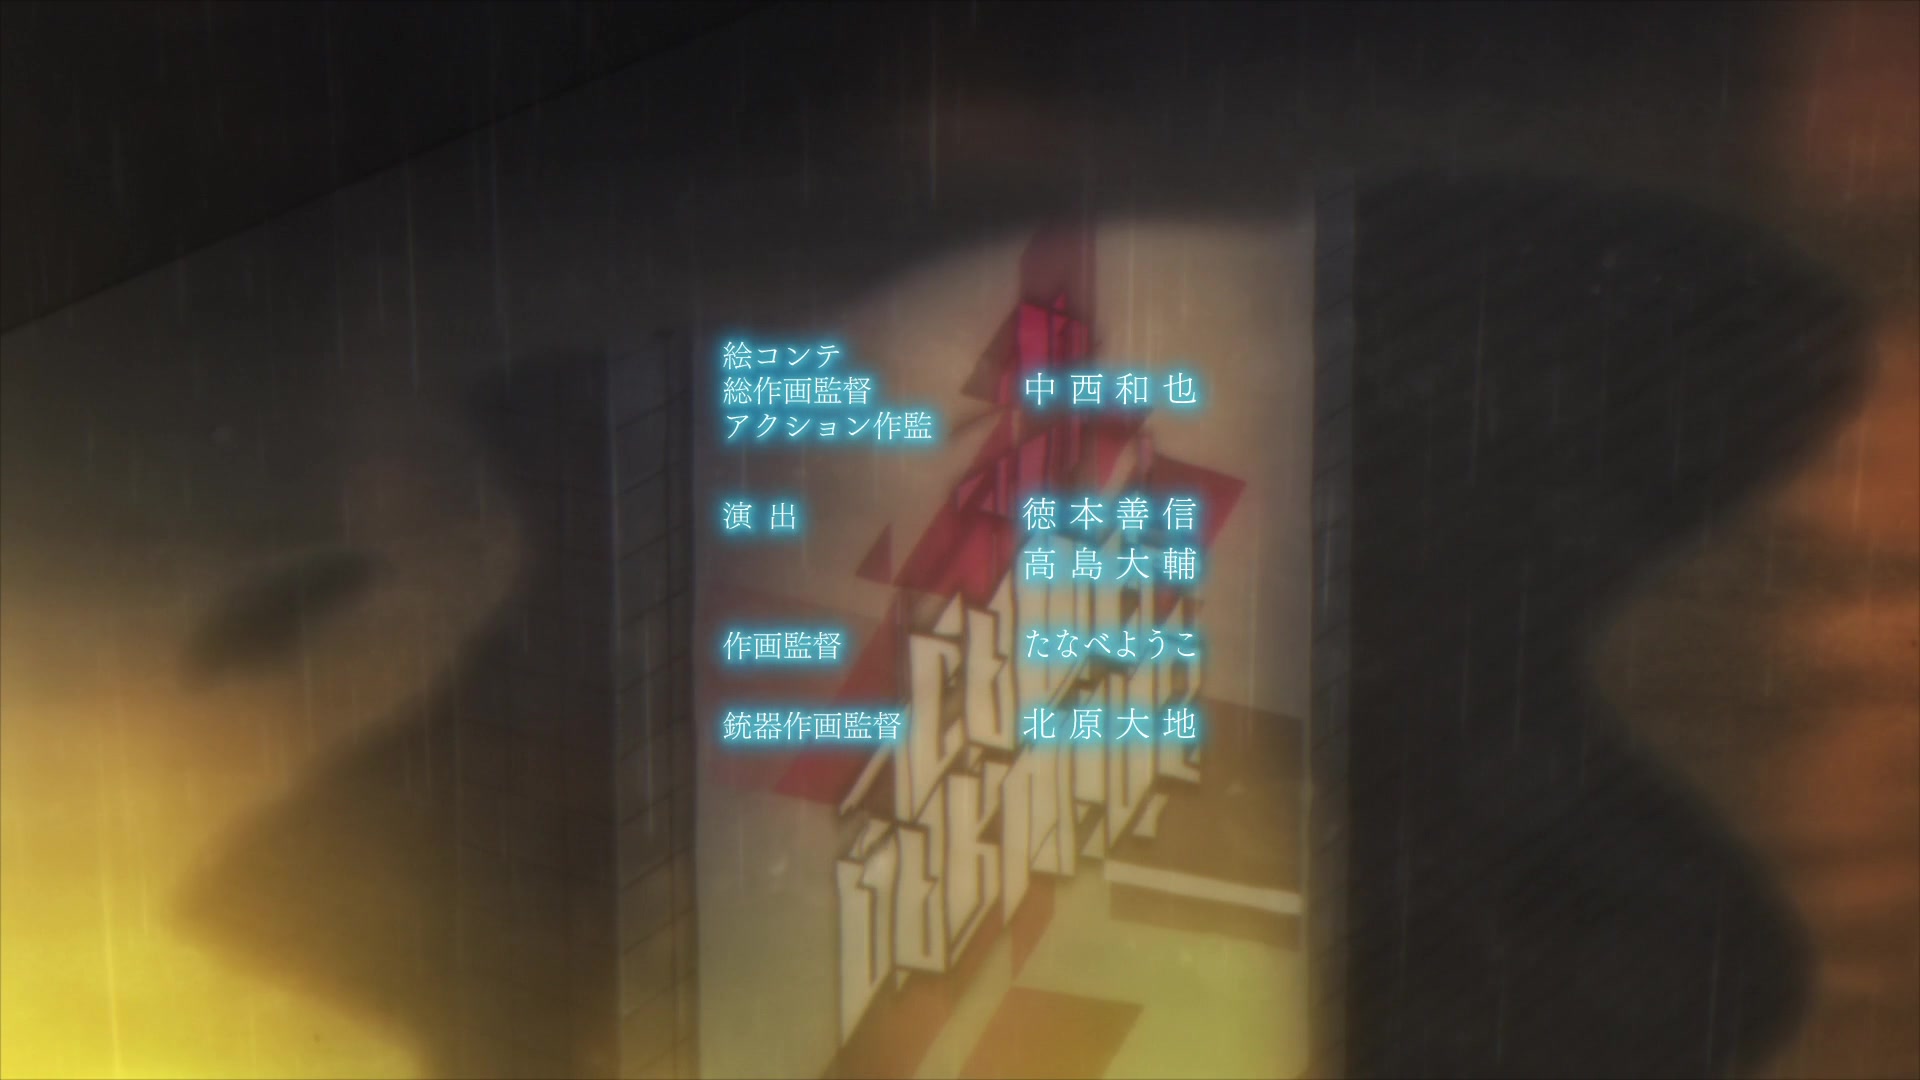 絵コンテ
総作画監督
アクション作監
中西和也
演出
徳本善信
高島大輔
作画監督
たなべようこ
銃器作画監督
北原大地